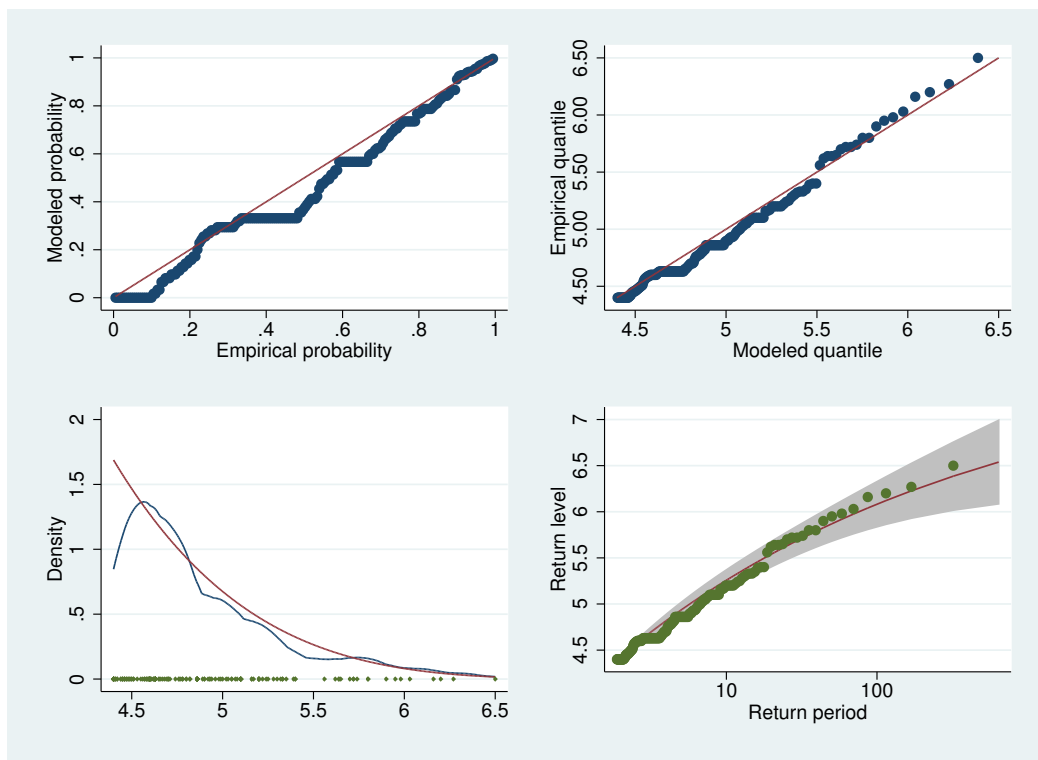 Modeled probability
1
.8
.6
.4
.2
0
0 .2 .4 .6 .8 1
Empirical probability
Empirical quantile
6.50
6.00
5.50
5.00
4.50
4.5 5 5.5 6 6.5
Modeled quantile
Density
2
1.5
1
.5
0
4.5 5 5.5 6 6.5
Return level
7
6.5
6
5.5
5
4.5
10 100
Return period